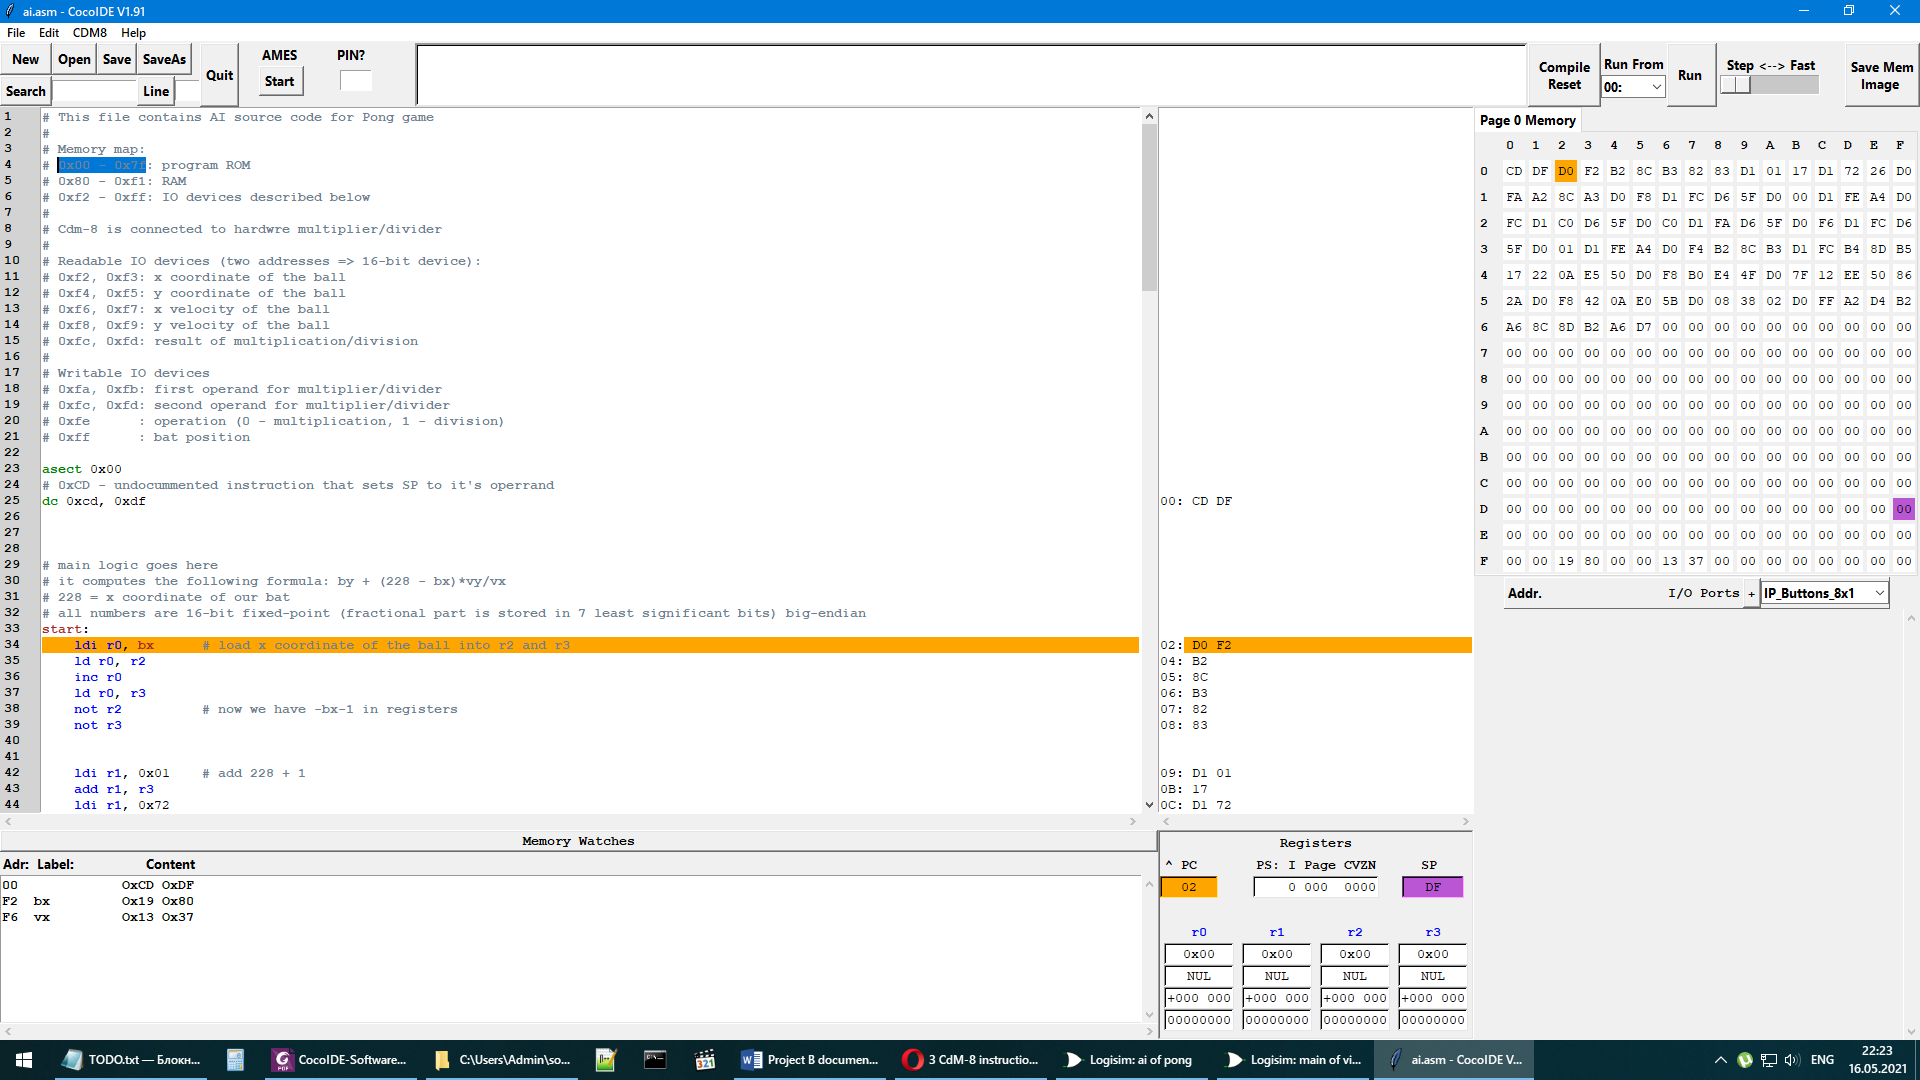 ai.asm - CocoIDE V1.91
File Edit CDM8 Help
New Open Save SaveAs Quit AMES PIN?
Start
Search Line
Compile Reset Run From 00: Run Step <--> Fast Save Mem Image
1 # This file contains AI source code for Pong game
2 #
3 # Memory map:
4 # 0x00 - 0x7f: program ROM
5 # 0x80 - 0xf1: RAM
6 # 0xf2 - 0xff: IO devices described below
7 #
8 # Cdm-8 is connected to hardwre multiplier/divider
9 #
10 # Readable IO devices (two addresses => 16-bit device):
11 # 0xf2, 0xf3: x coordinate of the ball
12 # 0xf4, 0xf5: y coordinate of the ball
13 # 0xf6, 0xf7: x velocity of the ball
14 # 0xf8, 0xf9: y velocity of the ball
15 # 0xfc, 0xfd: result of multiplication/division
16 #
17 # Writable IO devices
18 # 0xfa, 0xfb: first operand for multiplier/divider
19 # 0xfc, 0xfd: second operand for multiplier/divider
20 # 0xfe : operation (0 - multiplication, 1 - division)
21 # 0xff : bat position
22
23 asect 0x00
24 # 0xCD - undocummented instruction that sets SP to it's operrand
25 dc 0xcd, 0xdf
26
27
28
29 # main logic goes here
30 # it computes the following formula: by + (228 - bx)*vy/vx
31 # 228 = x coordinate of our bat
32 # all numbers are 16-bit fixed-point (fractional part is stored in 7 least significant bits) big-endian
33 start:
34 ldi r0, bx # load x coordinate of the ball into r2 and r3
35 ld r0, r2
36 inc r0
37 ld r0, r3
38 not r2 # now we have -bx-1 in registers
39 not r3
40
41
42 ldi r1, 0x01 # add 228 + 1
43 add r1, r3
44 ldi r1, 0x72
00: CD DF
02: D0 F2
04: B2
05: 8C
06: B3
07: 82
08: 83
09: D1 01
0B: 17
0C: D1 72
Page 0 Memory
0 1 2 3 4 5 6 7 8 9 A B C D E F
0 CD DF D0 F2 B2 8C B3 82 83 D1 01 17 D1 72 26 D0
1 FA A2 8C A3 D0 F8 D1 FC D6 5F D0 00 D1 FE A4 D0
2 FC D1 C0 D6 5F D0 C0 D1 FA D6 5F D0 F6 D1 FC D6
3 5F D0 01 D1 FE A4 D0 F4 B2 8C B3 D1 FC B4 8D B5
4 17 22 0A E5 50 D0 F8 B0 E4 4F D0 7F 12 EE 50 86
5 2A D0 F8 42 0A E0 5B D0 08 38 02 D0 FF A2 D4 B2
6 A6 8C 8D B2 A6 D7 00 00 00 00 00 00 00 00 00 00
7 00 00 00 00 00 00 00 00 00 00 00 00 00 00 00 00
8 00 00 00 00 00 00 00 00 00 00 00 00 00 00 00 00
9 00 00 00 00 00 00 00 00 00 00 00 00 00 00 00 00
A 00 00 00 00 00 00 00 00 00 00 00 00 00 00 00 00
B 00 00 00 00 00 00 00 00 00 00 00 00 00 00 00 00
C 00 00 00 00 00 00 00 00 00 00 00 00 00 00 00 00
D 00 00 00 00 00 00 00 00 00 00 00 00 00 00 00 00
E 00 00 00 00 00 00 00 00 00 00 00 00 00 00 00 00
F 00 00 19 80 00 00 13 37 00 00 00 00 00 00 00 00
Addr. I/O Ports + IP_Buttons_8x1
Memory Watches
Adr: Label: Content
00 0xCD 0xDF
F2 bx 0x19 0x80
F6 vx 0x13 0x37
Registers
^ PC PS: I Page CVZN SP
02 0 000 0000 DF
r0 r1 r2 r3
0x00 0x00 0x00 0x00
NUL NUL NUL NUL
+000 000 +000 000 +000 000 +000 000
00000000 00000000 00000000 00000000
TODO.txt — Блокн... CocoIDE-Software... C:\Users\Admin\so... 321 Project B documen... 3 CdM-8 instructio... Logisim: ai of pong Logisim: main of vi... ai.asm - CocoIDE V... ENG 22:23
16.05.2021